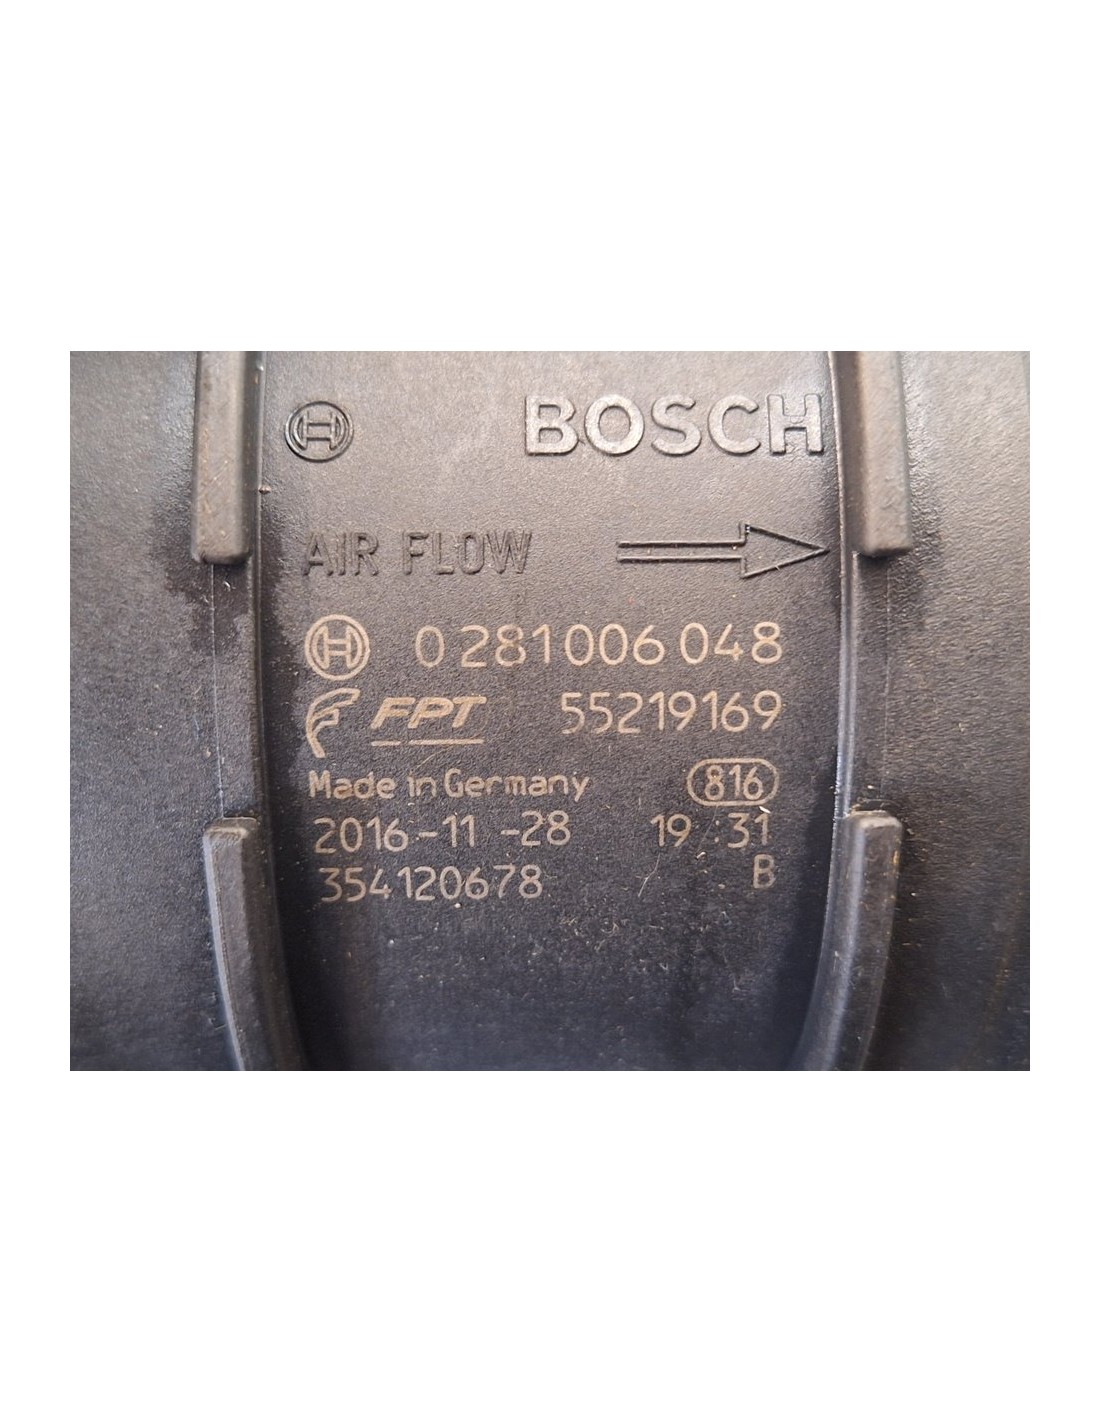 BOSCH
AIR FLOW
0 281 006 048
FPT 55219169
Made in Germany 816
2016-11-28 19:31
354120678 B